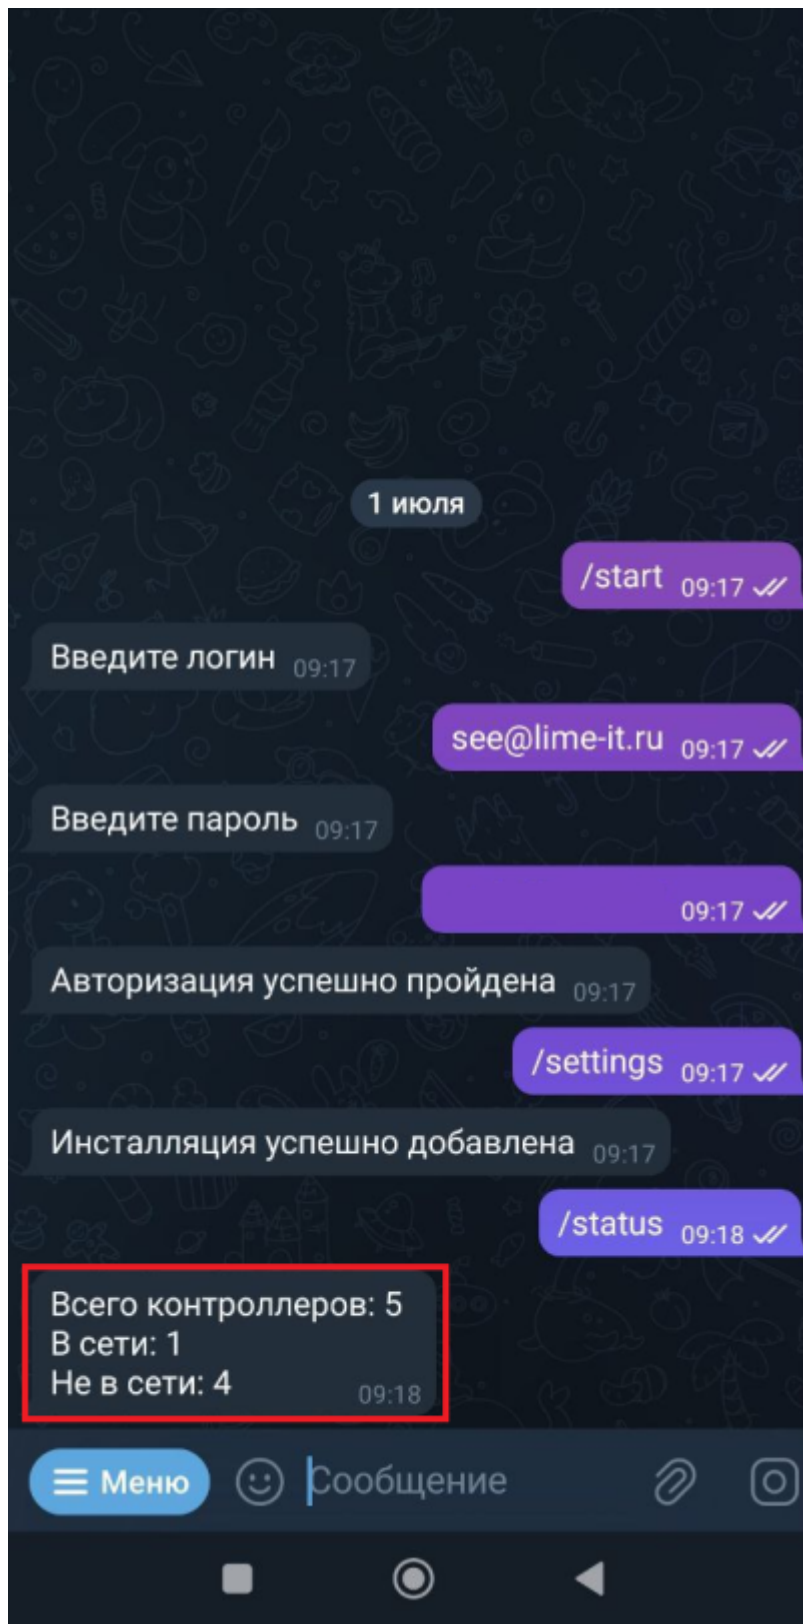 1 июля
/start 09:17
Введите логин 09:17
see@lime-it.ru 09:17
Введите пароль 09:17
09:17
Авторизация успешно пройдена 09:17
/settings 09:17
Инсталляция успешно добавлена 09:17
/status 09:18
Всего контроллеров: 5
В сети: 1
Не в сети: 4 09:18
Меню Сообщение